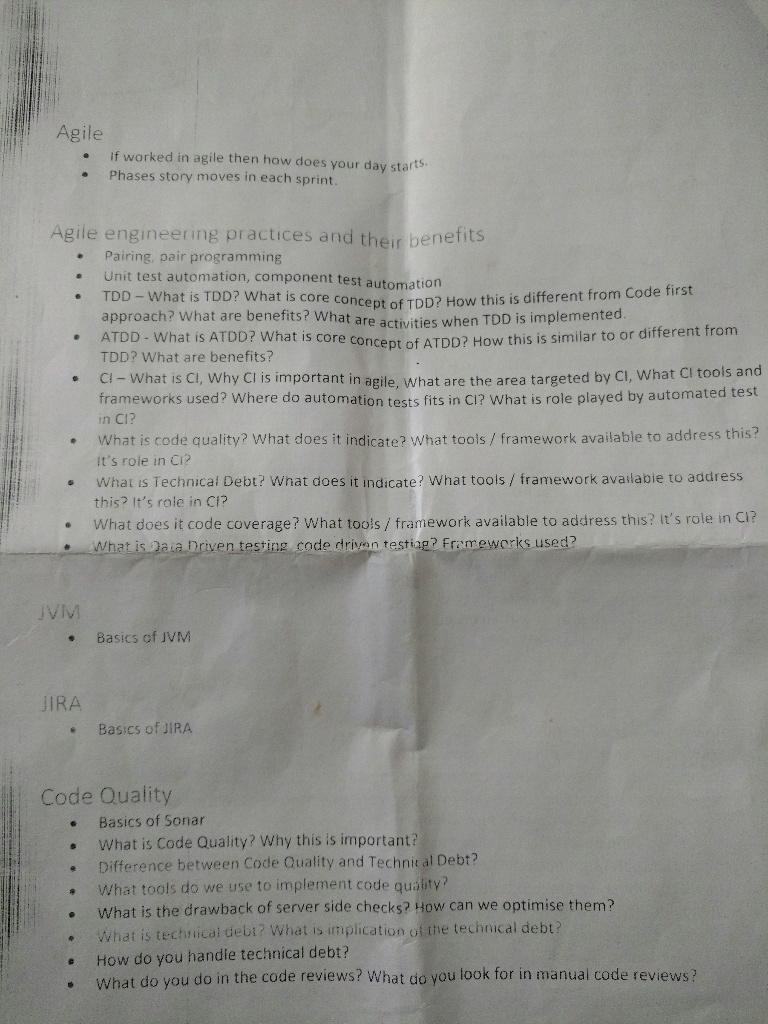 Agile
• If worked in agile then how does your day starts.
• Phases story moves in each sprint.
Agile engineering practices and their benefits
• Pairing, pair programming
• Unit test automation, component test automation
• TDD – What is TDD? What is core concept of TDD? How this is different from Code first
approach? What are benefits? What are activities when TDD is implemented.
• ATDD - What is ATDD? What is core concept of ATDD? How this is similar to or different from
TDD? What are benefits?
• CI – What is CI, Why CI is important in agile, What are the area targeted by CI, What CI tools and
frameworks used? Where do automation tests fits in CI? What is role played by automated test
in CI?
• What is code quality? What does it indicate? What tools / framework available to address this?
It's role in CI?
• What is Technical Debt? What does it indicate? What tools / framework available to address
this? It's role in CI?
• What does it code coverage? What tools / framework available to address this? It's role in CI?
• What is Data Driven testing, code driven testing? Frameworks used?
JVM
• Basics of JVM
JIRA
• Basics of JIRA
Code Quality
• Basics of Sonar
• What is Code Quality? Why this is important?
• Difference between Code Quality and Technical Debt?
• What tools do we use to implement code quality?
• What is the drawback of server side checks? How can we optimise them?
• What is technical debt? What is implication of the technical debt?
• How do you handle technical debt?
• What do you do in the code reviews? What do you look for in manual code reviews?